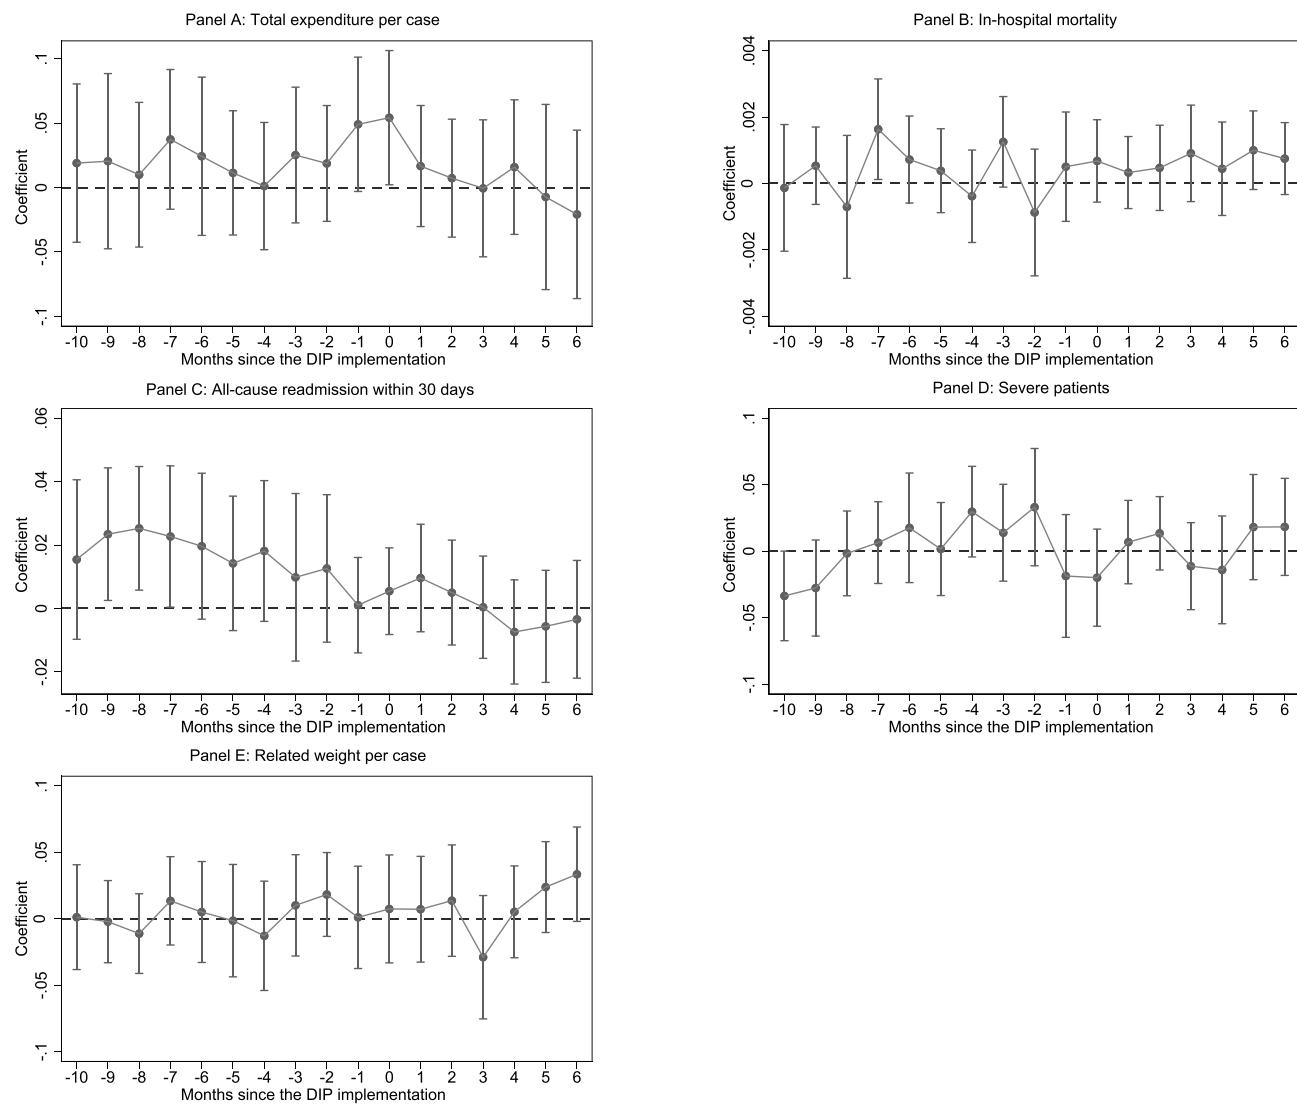 Panel A: Total expenditure per case
.1
.05
0
-.05
-.1
Coefficient
-10 -9 -8 -7 -6 -5 -4 -3 -2 -1 0 1 2 3 4 5 6
Months since the DIP implementation
Panel B: In-hospital mortality
.004
.002
0
-.002
-.004
Coefficient
-10 -9 -8 -7 -6 -5 -4 -3 -2 -1 0 1 2 3 4 5 6
Months since the DIP implementation
Panel C: All-cause readmission within 30 days
.06
.04
.02
0
-.02
Coefficient
-10 -9 -8 -7 -6 -5 -4 -3 -2 -1 0 1 2 3 4 5 6
Months since the DIP implementation
Panel D: Severe patients
.1
.05
0
-.05
-.1
Coefficient
-10 -9 -8 -7 -6 -5 -4 -3 -2 -1 0 1 2 3 4 5 6
Months since the DIP implementation
Panel E: Related weight per case
.1
.05
0
-.05
-.1
Coefficient
-10 -9 -8 -7 -6 -5 -4 -3 -2 -1 0 1 2 3 4 5 6
Months since the DIP implementation